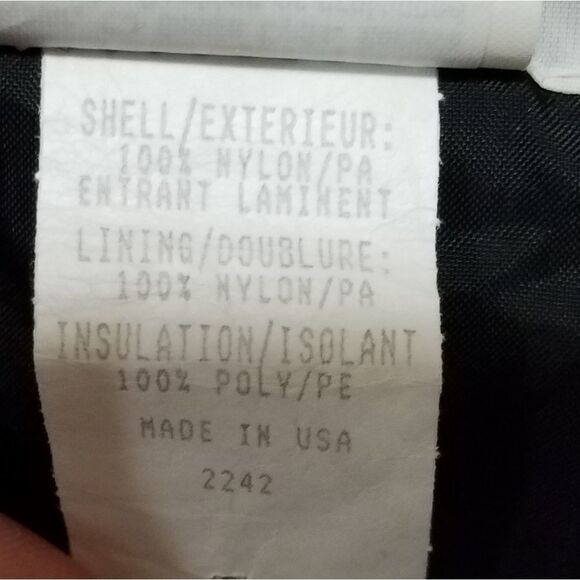 SHELL/EXTERIEUR:
100% NYLON/PA
ENTRANT LAMINENT
LINING/DOUBLURE:
100% NYLON/PA
INSULATION/ISOLANT
100% POLY/PE
MADE IN USA
2242